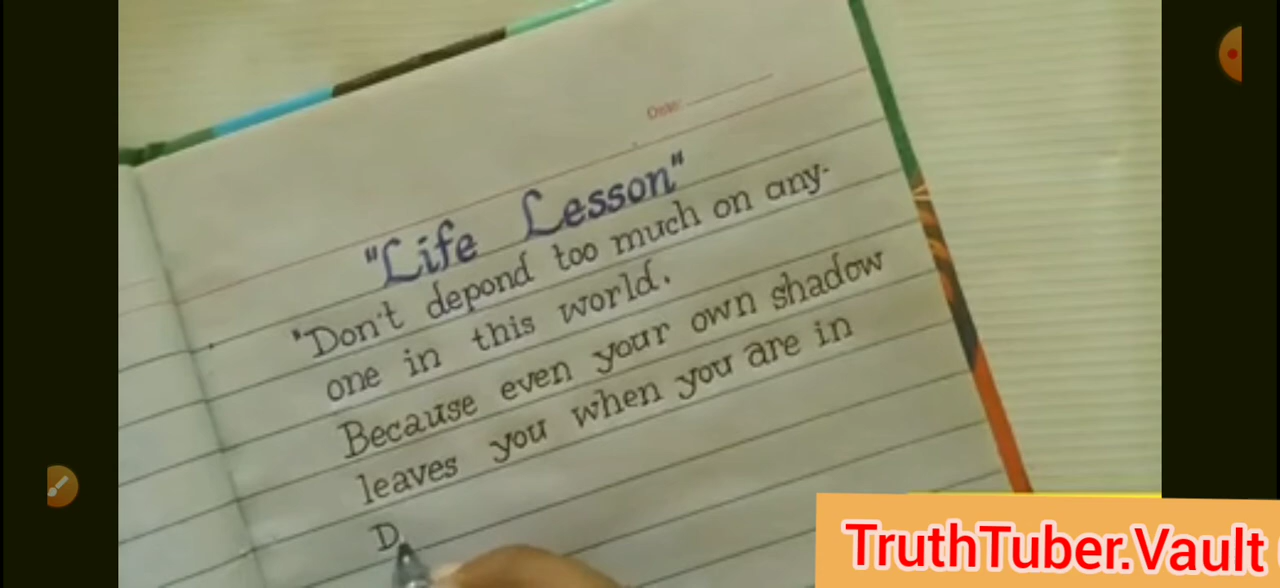 Date:
"Life Lesson"
"Don't depond too much on any-
one in this world.
Because even your own shadow
leaves you when you are in
D
TruthTuber.Vault